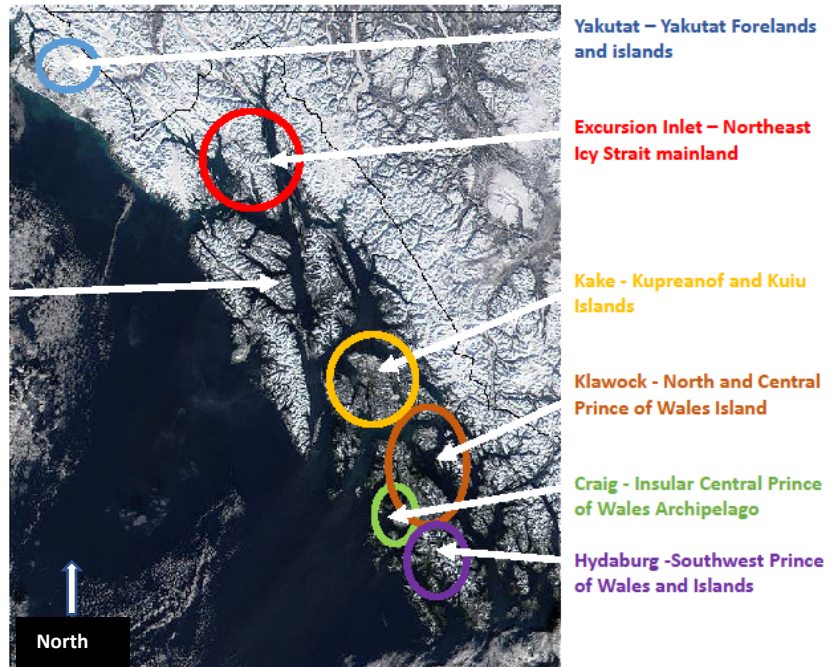 Yakutat – Yakutat Forelands
and islands
Excursion Inlet – Northeast
Icy Strait mainland
Kake - Kupreanof and Kuiu
Islands
Klawock - North and Central
Prince of Wales Island
Craig - Insular Central Prince
of Wales Archipelago
Hydaburg -Southwest Prince
of Wales and Islands
North